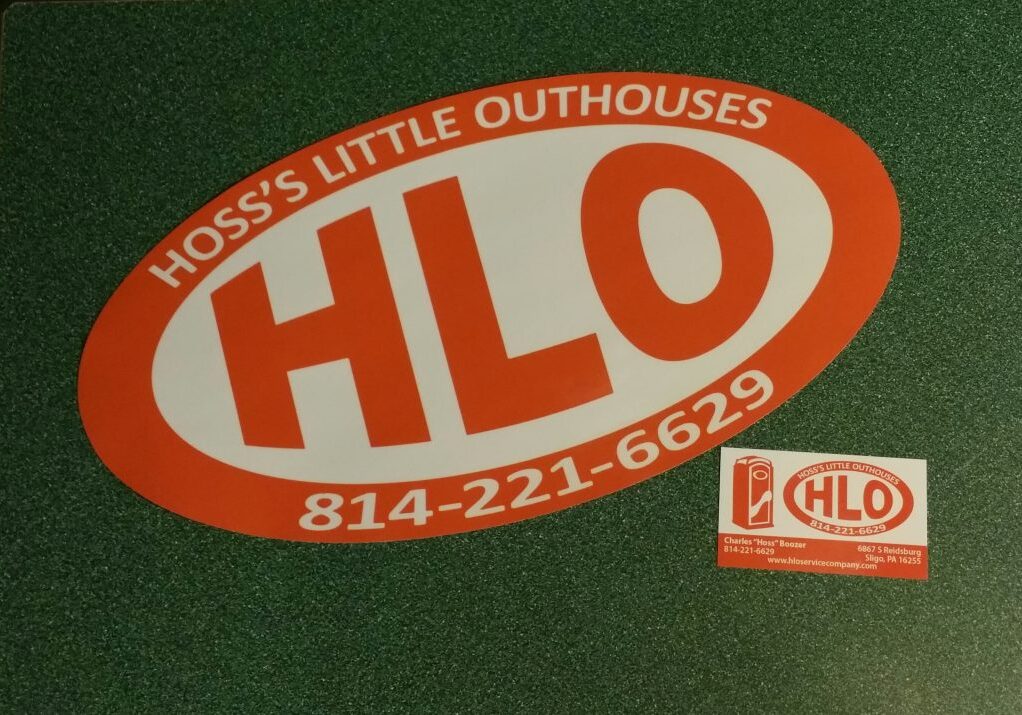 HOSS'S LITTLE OUTHOUSES
HLO
814-221-6629
HOSS'S LITTLE OUTHOUSES
HLO
814-221-6629
Charles "Hoss" Boozer
814-221-6629
6867 S Reidsburg
Sligo, PA 16255
www.hloservicecompany.com